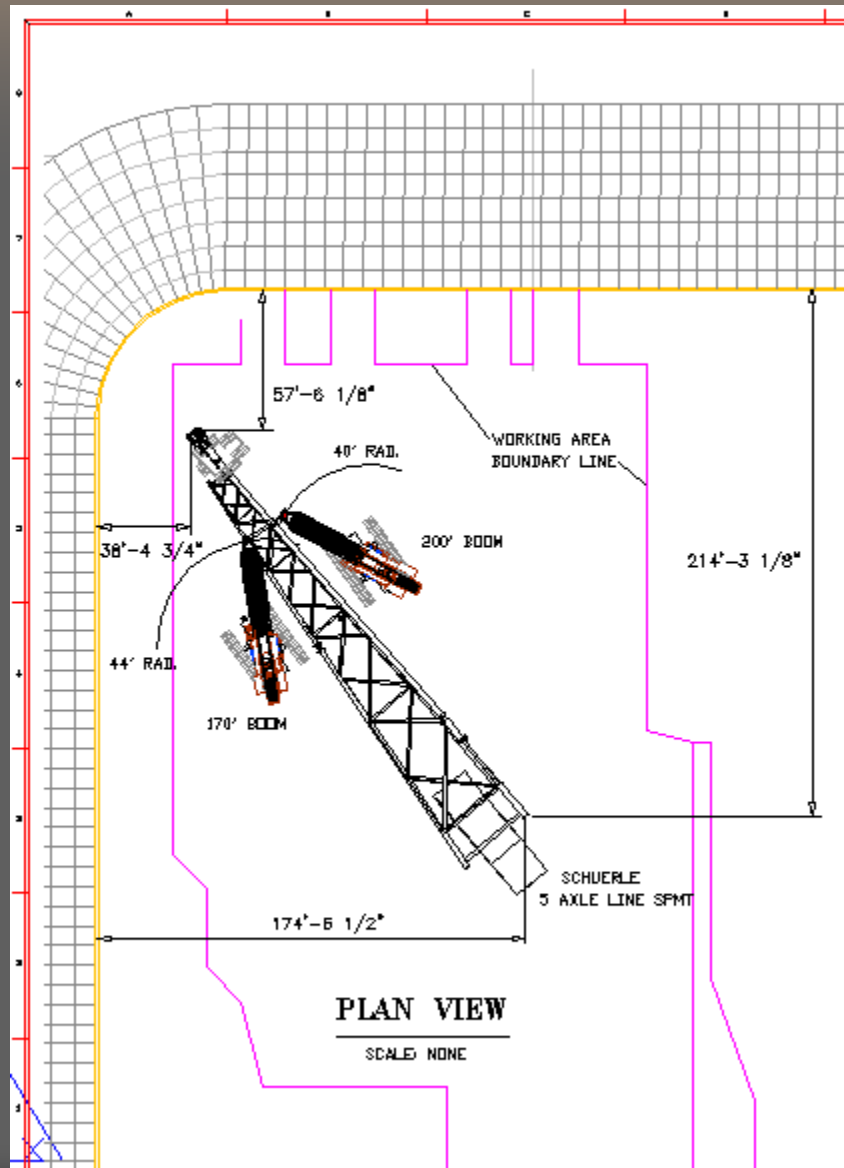 A
B
C
57'-6 1/8"
40' RAD.
WORKING AREA
BOUNDARY LINE
38'-4 3/4"
200' BOOM
214'-3 1/8"
44' RAD.
170' BOOM
SCHUERLE
5 AXLE LINE SPMT
174'-6 1/2"
PLAN VIEW
SCALE: NONE